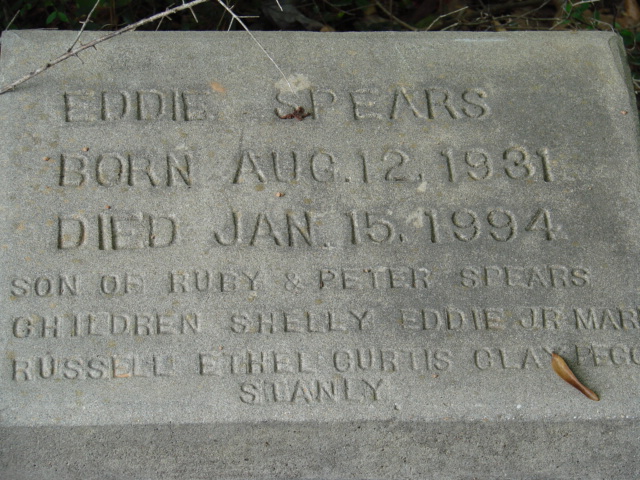 EDDIE SPEARS
BORN AUG. 12, 1931
DIED JAN. 15, 1994
SON OF RUBY & PETER SPEARS
CHILDREN SHELLY EDDIE JR MAR
RUSSELL ETHEL CURTIS CLAY PEGG
STANLY